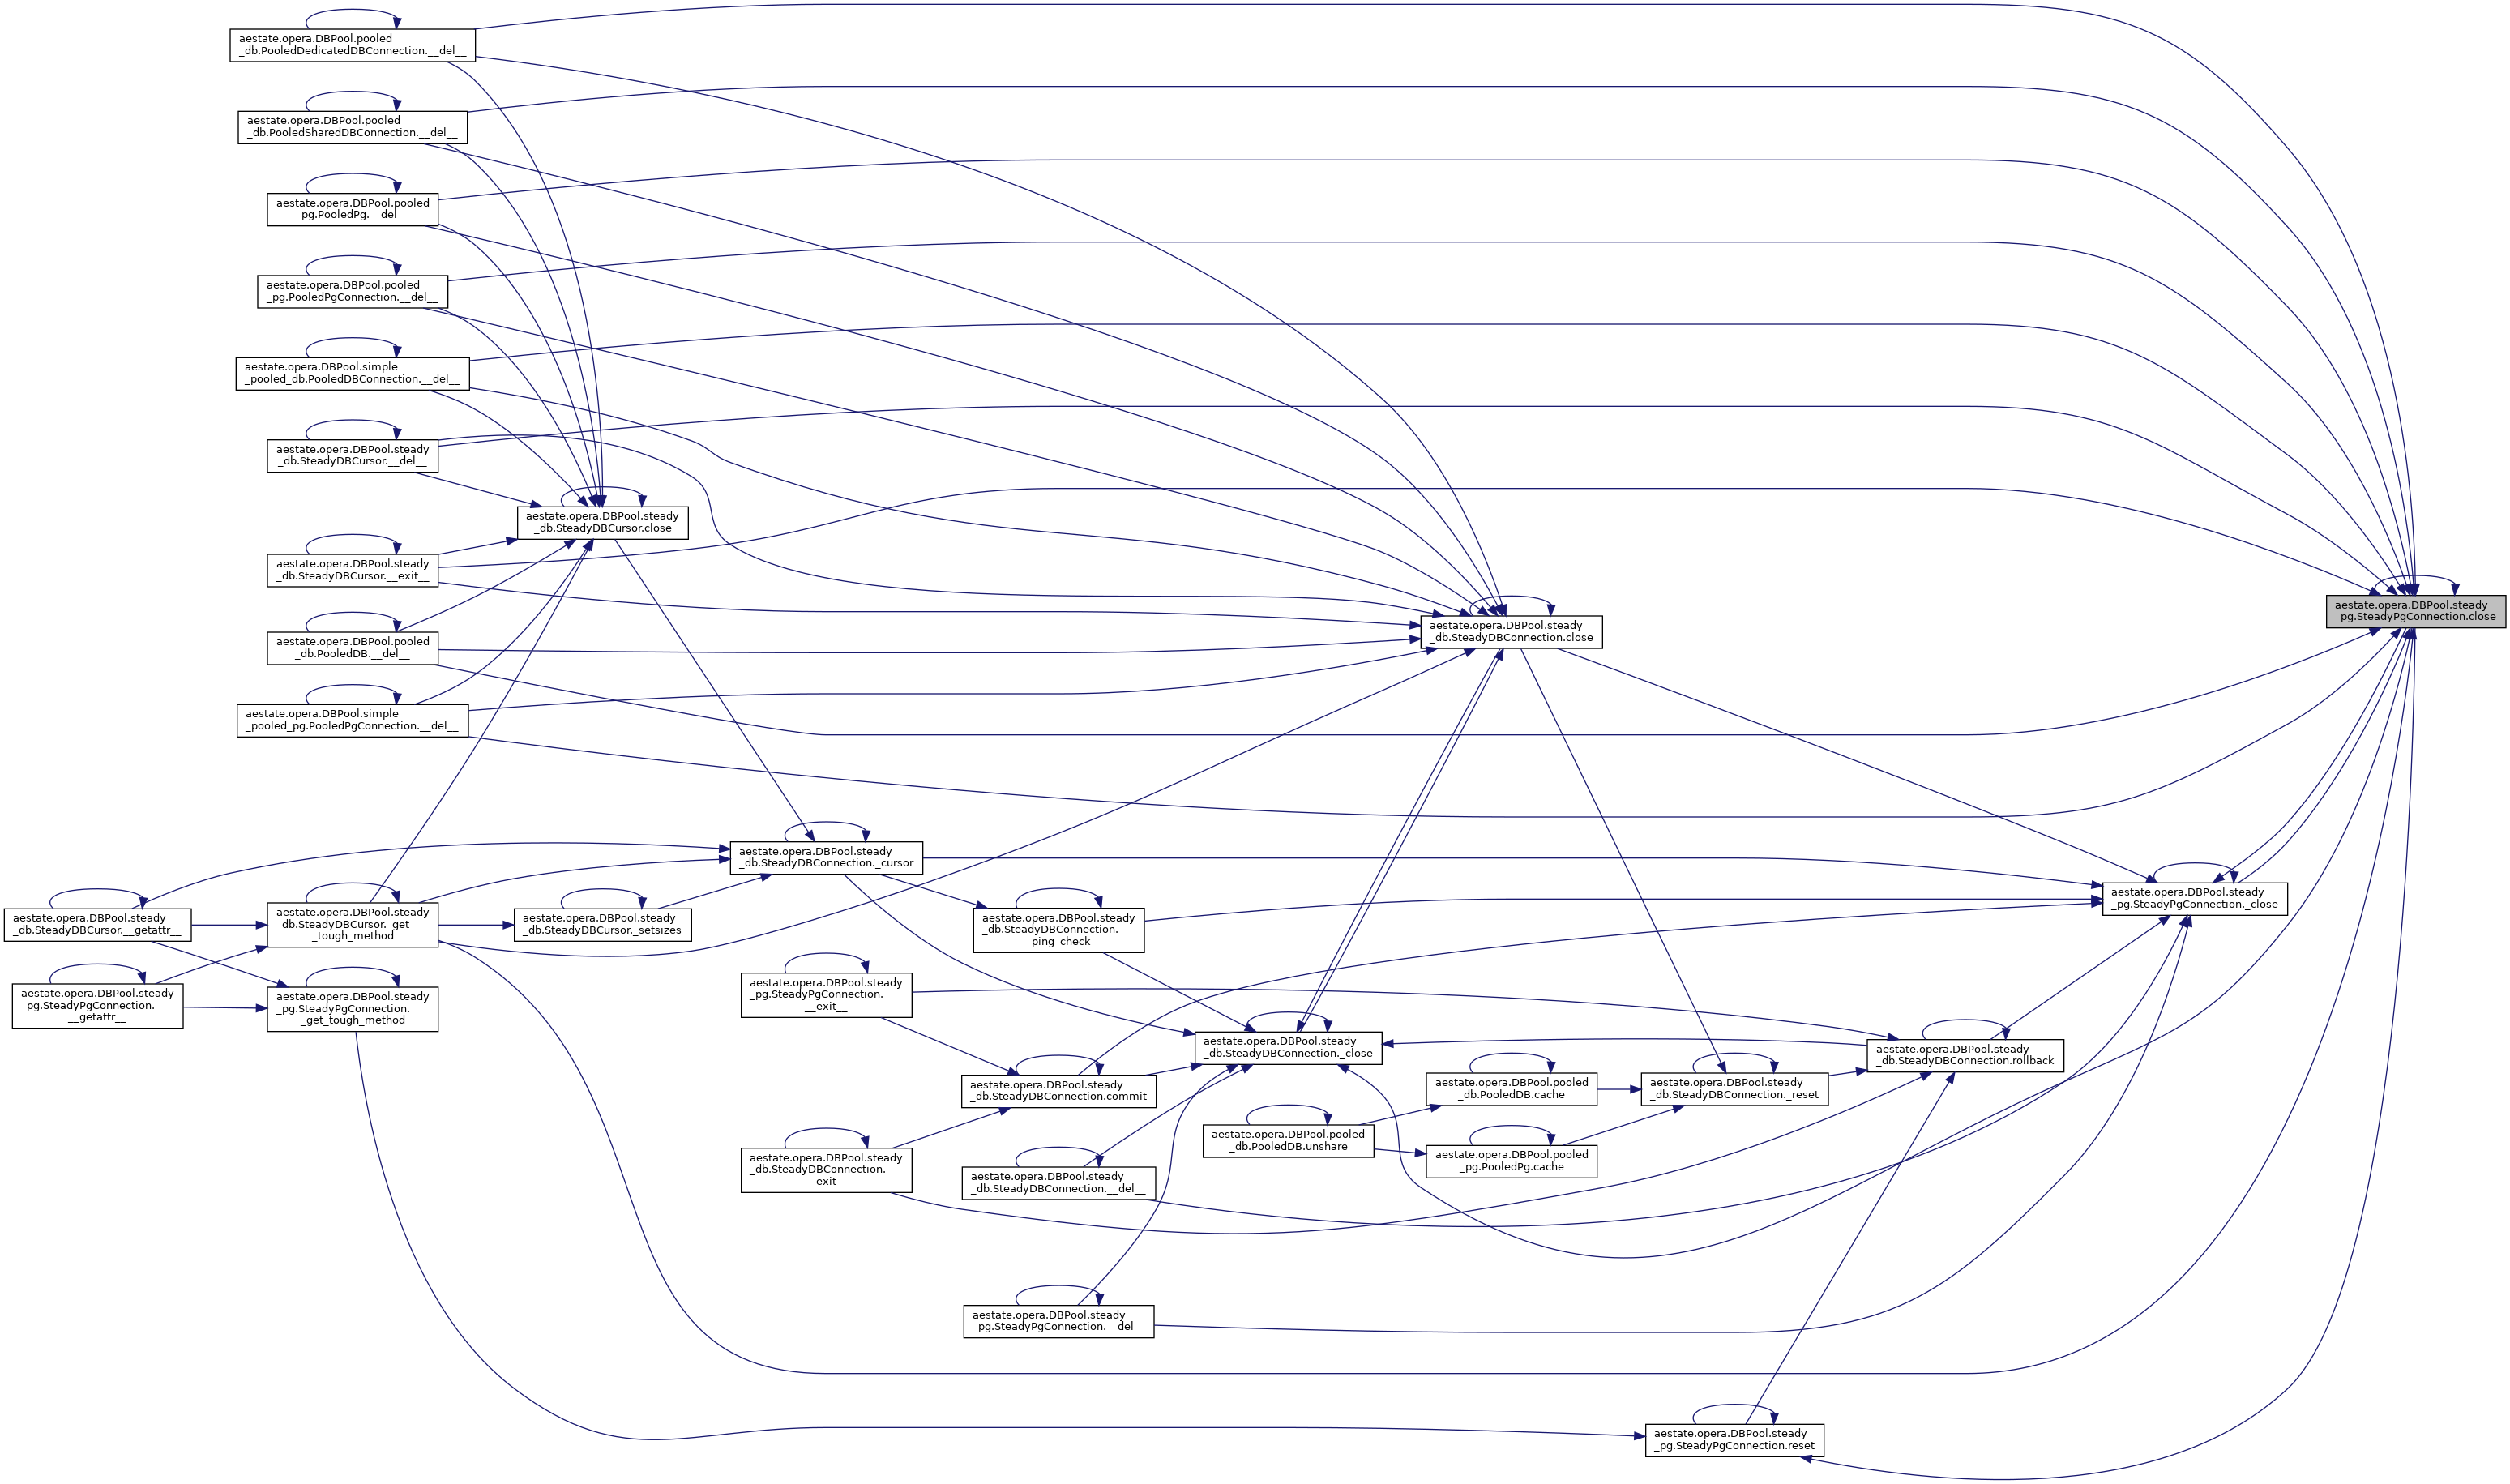 aestate.opera.DBPool.pooled
_db.PooledDedicatedDBConnection.__del__
aestate.opera.DBPool.pooled
_db.PooledSharedDBConnection.__del__
aestate.opera.DBPool.pooled
_pg.PooledPg.__del__
aestate.opera.DBPool.pooled
_pg.PooledPgConnection.__del__
aestate.opera.DBPool.simple
_pooled_db.PooledDBConnection.__del__
aestate.opera.DBPool.steady
_db.SteadyDBCursor.__del__
aestate.opera.DBPool.steady
_db.SteadyDBCursor.close
aestate.opera.DBPool.steady
_db.SteadyDBCursor.__exit__
aestate.opera.DBPool.steady
_pg.SteadyPgConnection.close
aestate.opera.DBPool.steady
_db.SteadyDBConnection.close
aestate.opera.DBPool.pooled
_db.PooledDB.__del__
aestate.opera.DBPool.simple
_pooled_pg.PooledPgConnection.__del__
aestate.opera.DBPool.steady
_db.SteadyDBConnection._cursor
aestate.opera.DBPool.steady
_pg.SteadyPgConnection._close
aestate.opera.DBPool.steady
_db.SteadyDBCursor.__getattr__
aestate.opera.DBPool.steady
_db.SteadyDBCursor._get
_tough_method
aestate.opera.DBPool.steady
_db.SteadyDBCursor._setsizes
aestate.opera.DBPool.steady
_db.SteadyDBConnection.
_ping_check
aestate.opera.DBPool.steady
_pg.SteadyPgConnection.
__getattr__
aestate.opera.DBPool.steady
_pg.SteadyPgConnection.
_get_tough_method
aestate.opera.DBPool.steady
_pg.SteadyPgConnection.
__exit__
aestate.opera.DBPool.steady
_db.SteadyDBConnection._close
aestate.opera.DBPool.steady
_db.SteadyDBConnection.rollback
aestate.opera.DBPool.steady
_db.SteadyDBConnection.commit
aestate.opera.DBPool.pooled
_db.PooledDB.cache
aestate.opera.DBPool.steady
_db.SteadyDBConnection._reset
aestate.opera.DBPool.pooled
_db.PooledDB.unshare
aestate.opera.DBPool.pooled
_pg.PooledPg.cache
aestate.opera.DBPool.steady
_db.SteadyDBConnection.
__exit__
aestate.opera.DBPool.steady
_db.SteadyDBConnection.__del__
aestate.opera.DBPool.steady
_pg.SteadyPgConnection.__del__
aestate.opera.DBPool.steady
_pg.SteadyPgConnection.reset